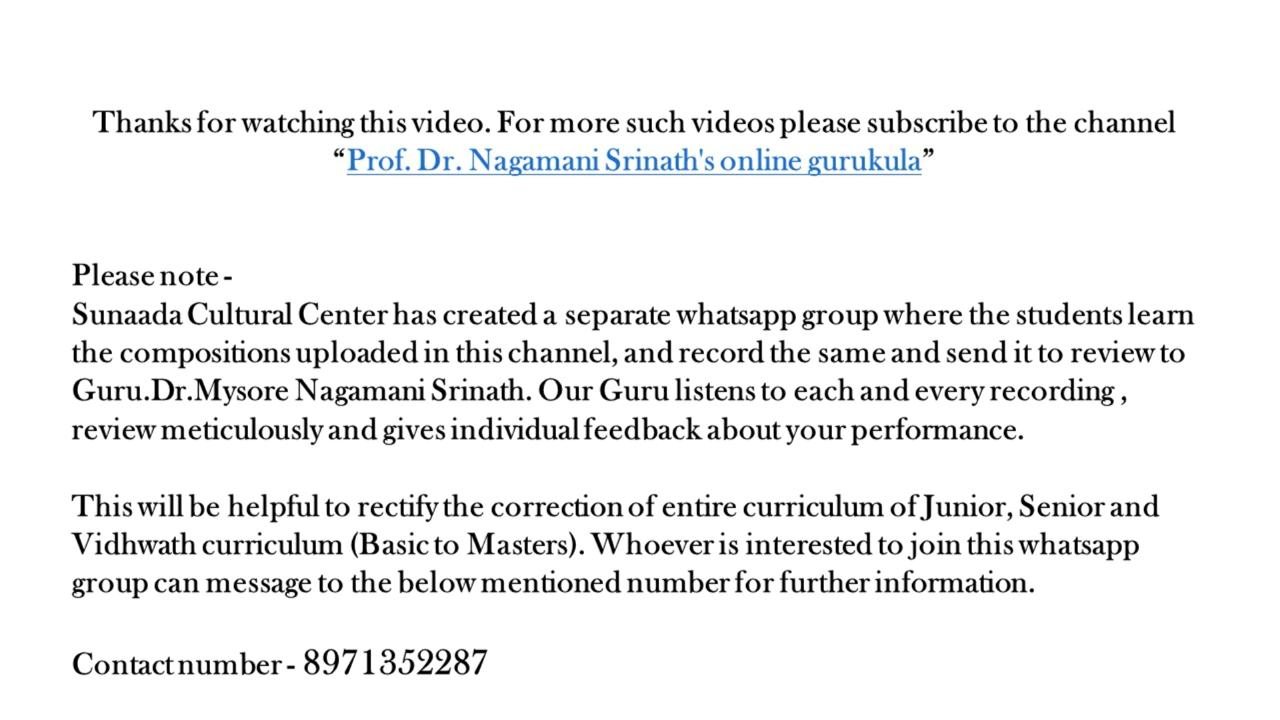 Thanks for watching this video. For more such videos please subscribe to the channel
“Prof. Dr. Nagamani Srinath's online gurukula”
Please note -
Sunaada Cultural Center has created a separate whatsapp group where the students learn
the compositions uploaded in this channel, and record the same and send it to review to
Guru.Dr.Mysore Nagamani Srinath. Our Guru listens to each and every recording ,
review meticulously and gives individual feedback about your performance.
This will be helpful to rectify the correction of entire curriculum of Junior, Senior and
Vidhwath curriculum (Basic to Masters). Whoever is interested to join this whatsapp
group can message to the below mentioned number for further information.
Contact number - 8971352287